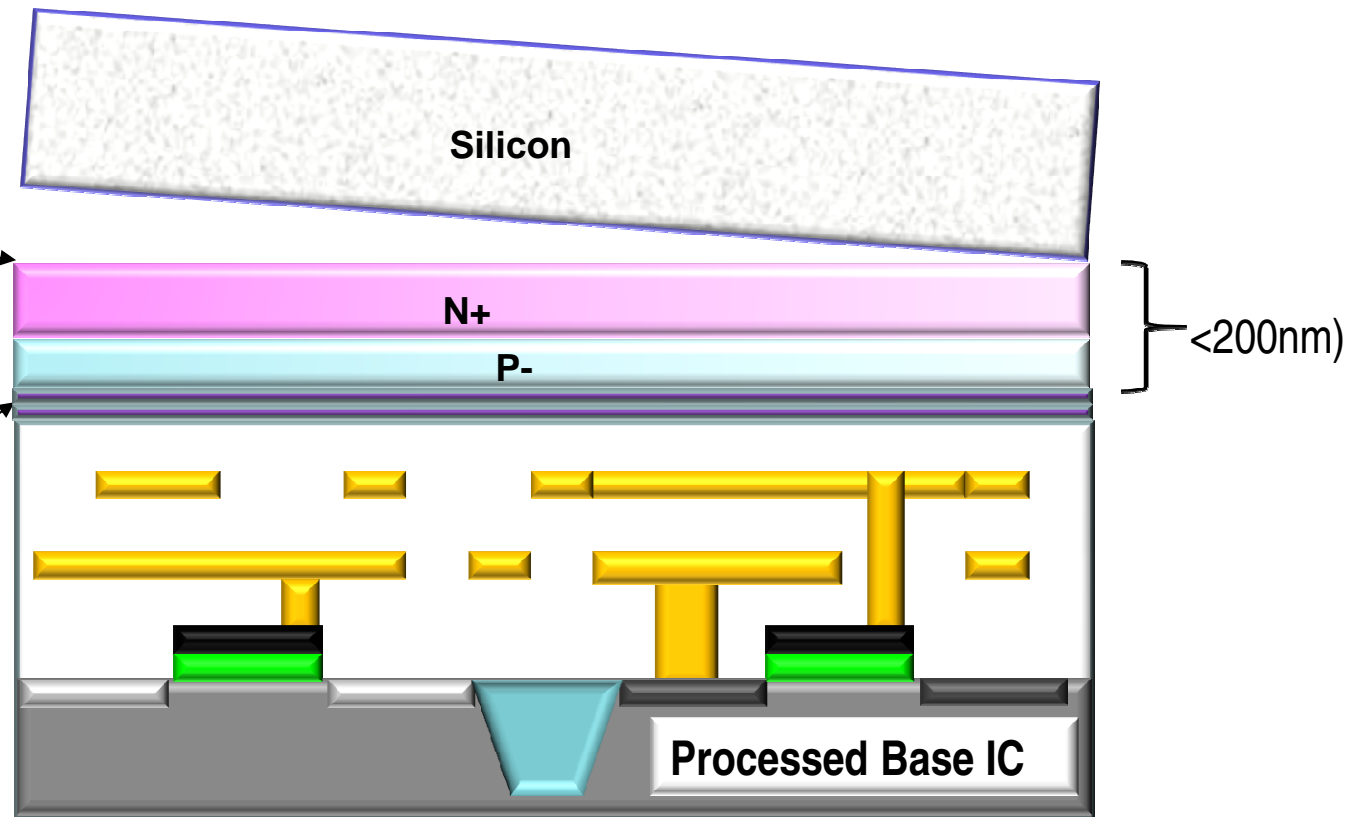 Silicon
N+
<200nm)
P-
Processed Base IC